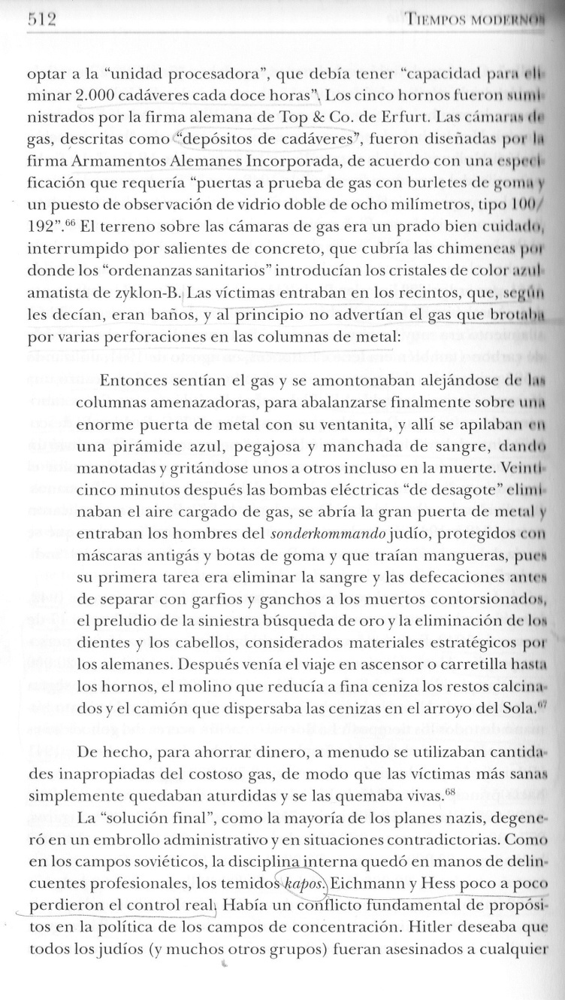 512 TIEMPOS MODERNOS
optar a la “unidad procesadora”, que debía tener “capacidad para eli-
minar 2.000 cadáveres cada doce horas”. Los cinco hornos fueron sumi-
nistrados por la firma alemana de Top & Co. de Erfurt. Las cámaras de
gas, descritas como “depósitos de cadáveres”, fueron diseñadas por la
firma Armamentos Alemanes Incorporada, de acuerdo con una especi-
ficación que requería “puertas a prueba de gas con burletes de goma y
un puesto de observación de vidrio doble de ocho milímetros, tipo 100/
192”.⁶⁶ El terreno sobre las cámaras de gas era un prado bien cuidado,
interrumpido por salientes de concreto, que cubría las chimeneas por
donde los “ordenanzas sanitarios” introducían los cristales de color azul
amatista de zyklon-B. Las víctimas entraban en los recintos, que, según
les decían, eran baños, y al principio no advertían el gas que brotaba
por varias perforaciones en las columnas de metal:
Entonces sentían el gas y se amontonaban alejándose de las
columnas amenazadoras, para abalanzarse finalmente sobre una
enorme puerta de metal con su ventanita, y allí se apilaban en
una pirámide azul, pegajosa y manchada de sangre, dando
manotadas y gritándose unos a otros incluso en la muerte. Veinti-
cinco minutos después las bombas eléctricas “de desagote” elimi-
naban el aire cargado de gas, se abría la gran puerta de metal y
entraban los hombres del sonderkommando judío, protegidos con
máscaras antigás y botas de goma y que traían mangueras, pues
su primera tarea era eliminar la sangre y las defecaciones antes
de separar con garfios y ganchos a los muertos contorsionados,
el preludio de la siniestra búsqueda de oro y la eliminación de los
dientes y los cabellos, considerados materiales estratégicos por
los alemanes. Después venía el viaje en ascensor o carretilla hasta
los hornos, el molino que reducía a fina ceniza los restos calcina-
dos y el camión que dispersaba las cenizas en el arroyo del Sola.⁶⁷
De hecho, para ahorrar dinero, a menudo se utilizaban cantida-
des inapropiadas del costoso gas, de modo que las víctimas más sanas
simplemente quedaban aturdidas y se las quemaba vivas.⁶⁸
La “solución final”, como la mayoría de los planes nazis, degene-
ró en un embrollo administrativo y en situaciones contradictorias. Como
en los campos soviéticos, la disciplina interna quedó en manos de delin-
cuentes profesionales, los temidos kapos. Eichmann y Hess poco a poco
perdieron el control real. Había un conflicto fundamental de propósi-
tos en la política de los campos de concentración. Hitler deseaba que
todos los judíos (y muchos otros grupos) fueran asesinados a cualquier